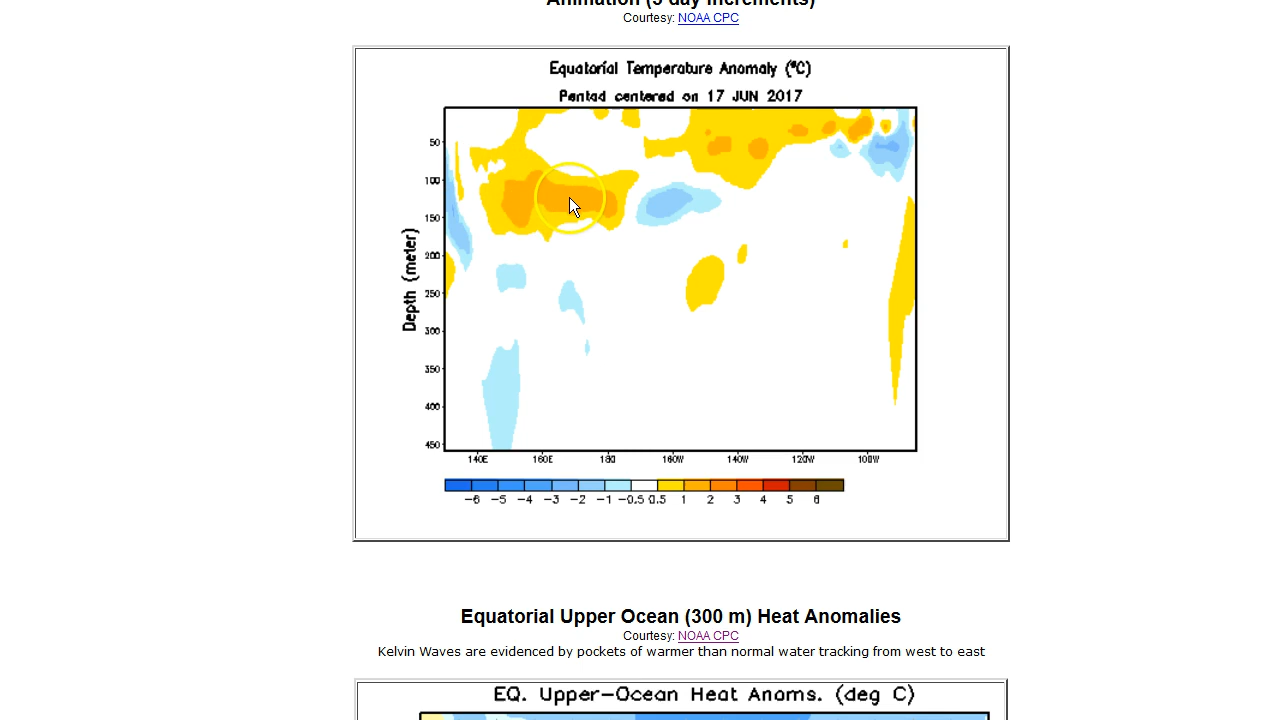 Animation (5 day increments)
Courtesy: NOAA CPC
Equatorial Temperature Anomaly (°C)
Pentad centered on 17 JUN 2017
50
100
150
200
250
300
350
400
450
Depth (meter)
140E 160E 180 160W 140W 120W 100W
-6 -5 -4 -3 -2 -1 -0.5 0.5 1 2 3 4 5 6
Equatorial Upper Ocean (300 m) Heat Anomalies
Courtesy: NOAA CPC
Kelvin Waves are evidenced by pockets of warmer than normal water tracking from west to east
EQ. Upper-Ocean Heat Anoms. (deg C)